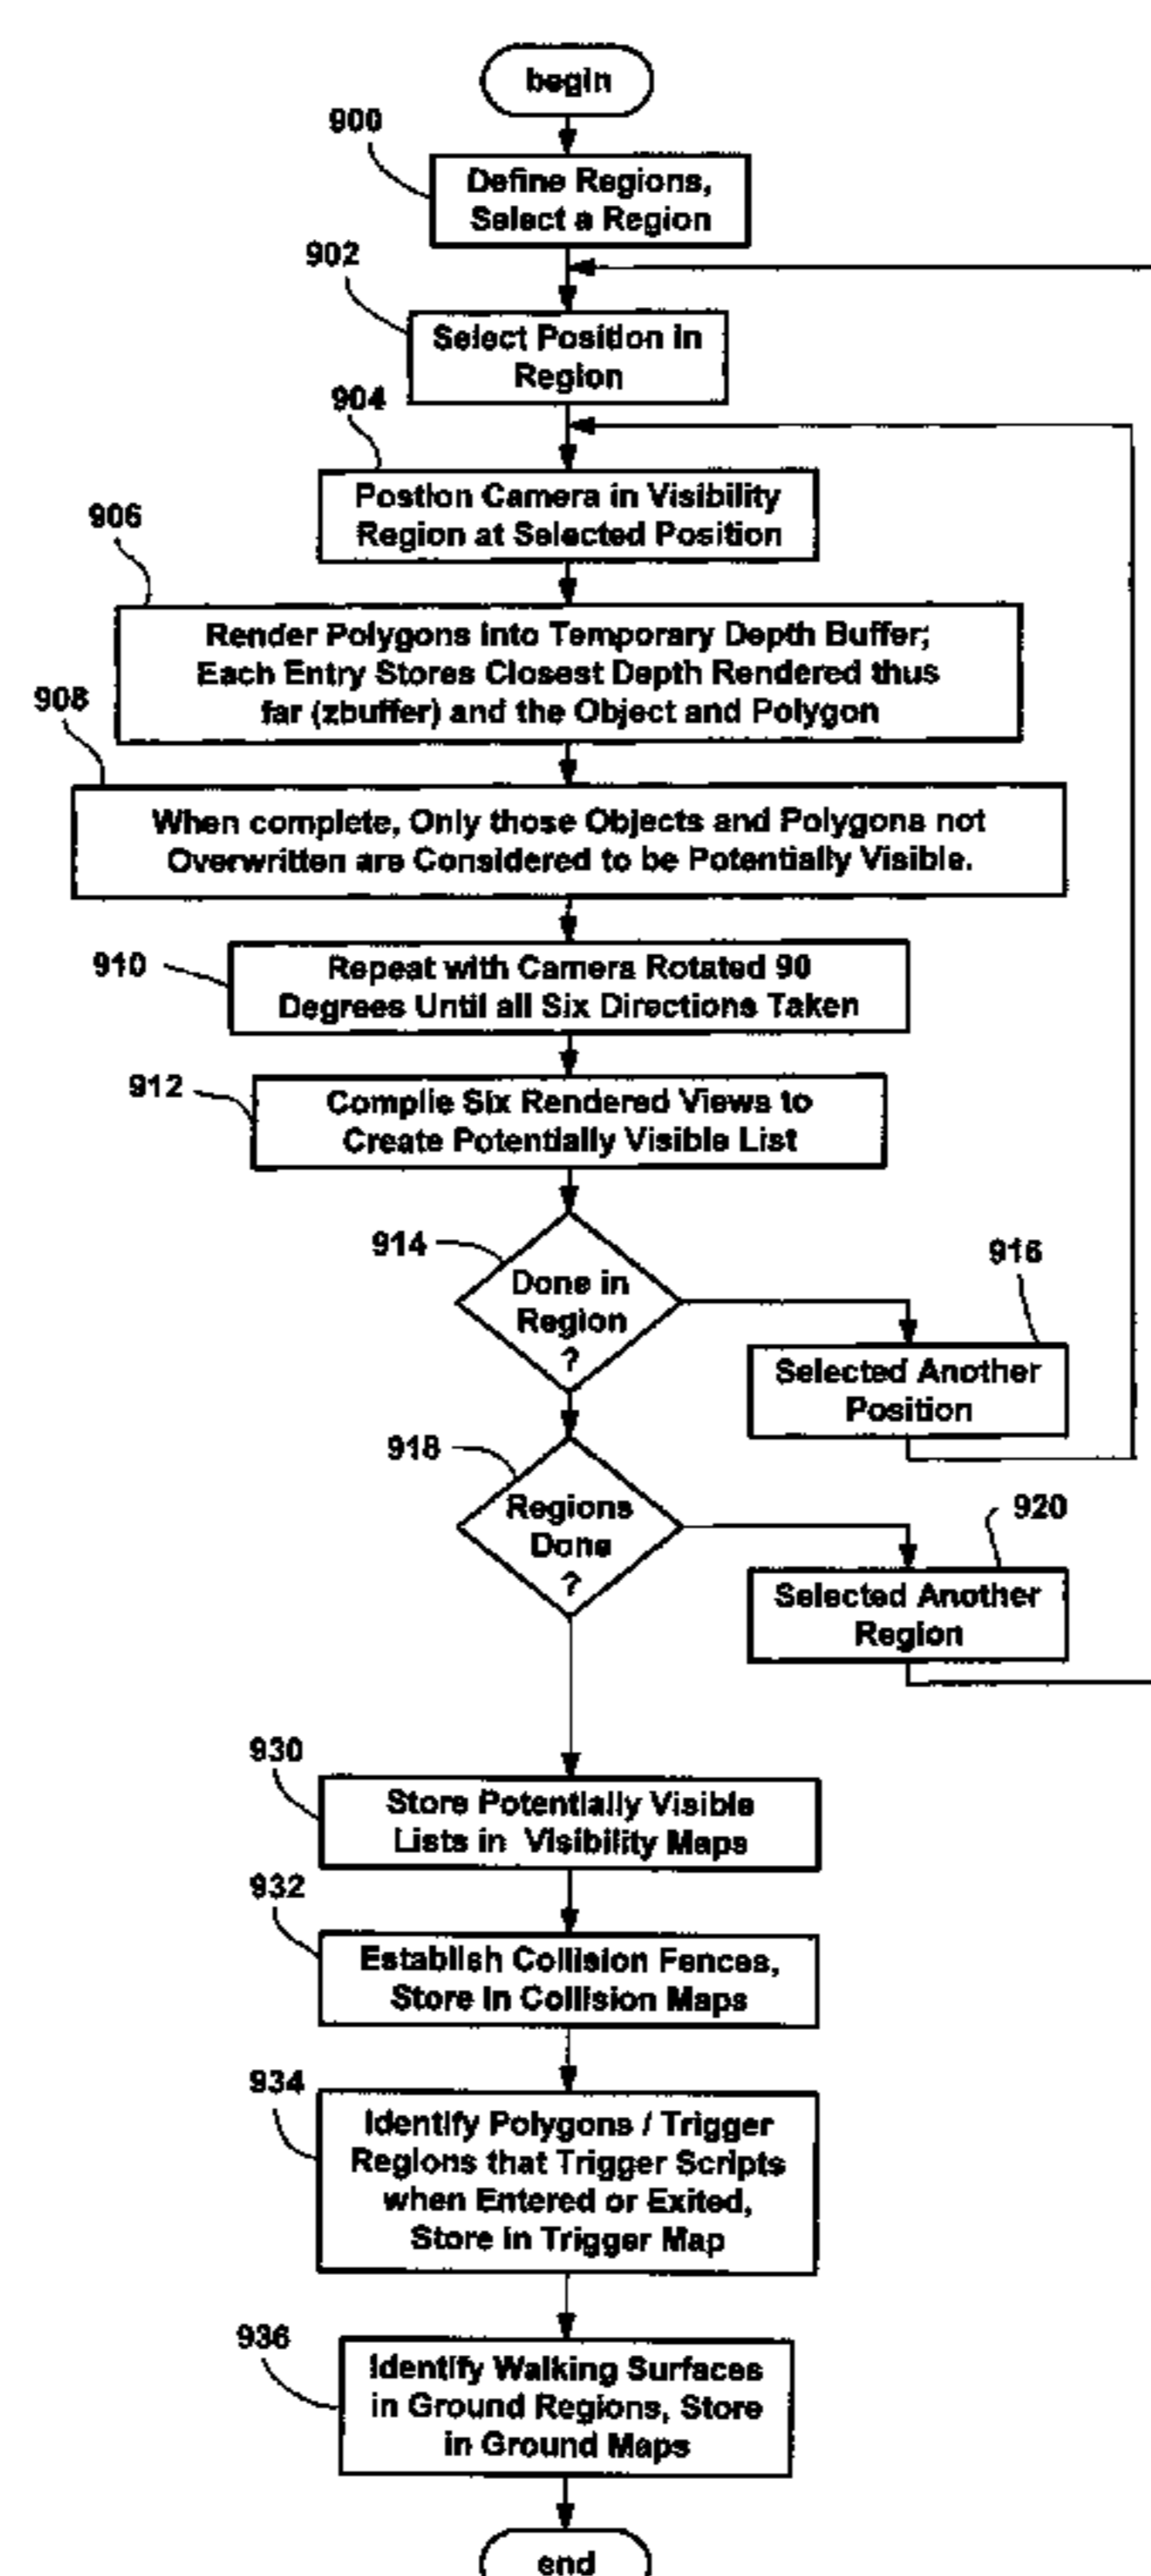 begin
900
Define Regions,
Select a Region
902
Select Position in
Region
904
Postion Camera in Visibility
Region at Selected Position
906
Render Polygons into Temporary Depth Buffer;
Each Entry Stores Closest Depth Rendered thus
far (zbuffer) and the Object and Polygon
908
When complete, Only those Objects and Polygons not
Overwritten are Considered to be Potentially Visible.
910
Repeat with Camera Rotated 90
Degrees Until all Six Directions Taken
912
Complie Six Rendered Views to
Create Potentially Visible List
914
Done in
Region
?
916
Selected Another
Position
918
Regions
Done
?
920
Selected Another
Region
930
Store Potentially Visible
Lists in Visibility Maps
932
Establish Collision Fences,
Store in Collision Maps
934
Identify Polygons / Trigger
Regions that Trigger Scripts
when Entered or Exited,
Store in Trigger Map
936
Identify Walking Surfaces
in Ground Regions, Store
in Ground Maps
end